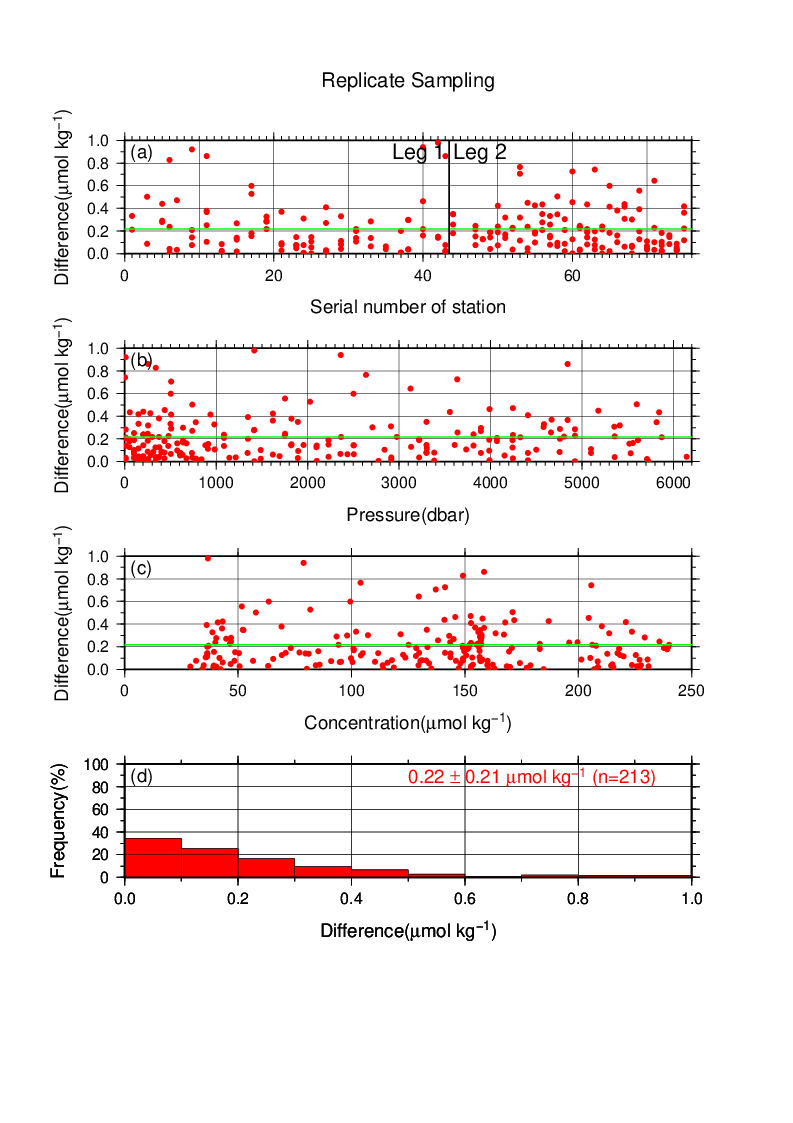 Replicate Sampling
Difference(μmol kg⁻¹)
1.0
0.8
0.6
0.4
0.2
0.0
(a)
Leg 1
Leg 2
0 20 40 60
Serial number of station
Difference(μmol kg⁻¹)
1.0
0.8
0.6
0.4
0.2
0.0
(b)
0 1000 2000 3000 4000 5000 6000
Pressure(dbar)
Difference(μmol kg⁻¹)
1.0
0.8
0.6
0.4
0.2
0.0
(c)
0 50 100 150 200 250
Concentration(μmol kg⁻¹)
Frequency(%)
100
80
60
40
20
0
(d)
0.22 ± 0.21 μmol kg⁻¹ (n=213)
0.0 0.2 0.4 0.6 0.8 1.0
Difference(μmol kg⁻¹)